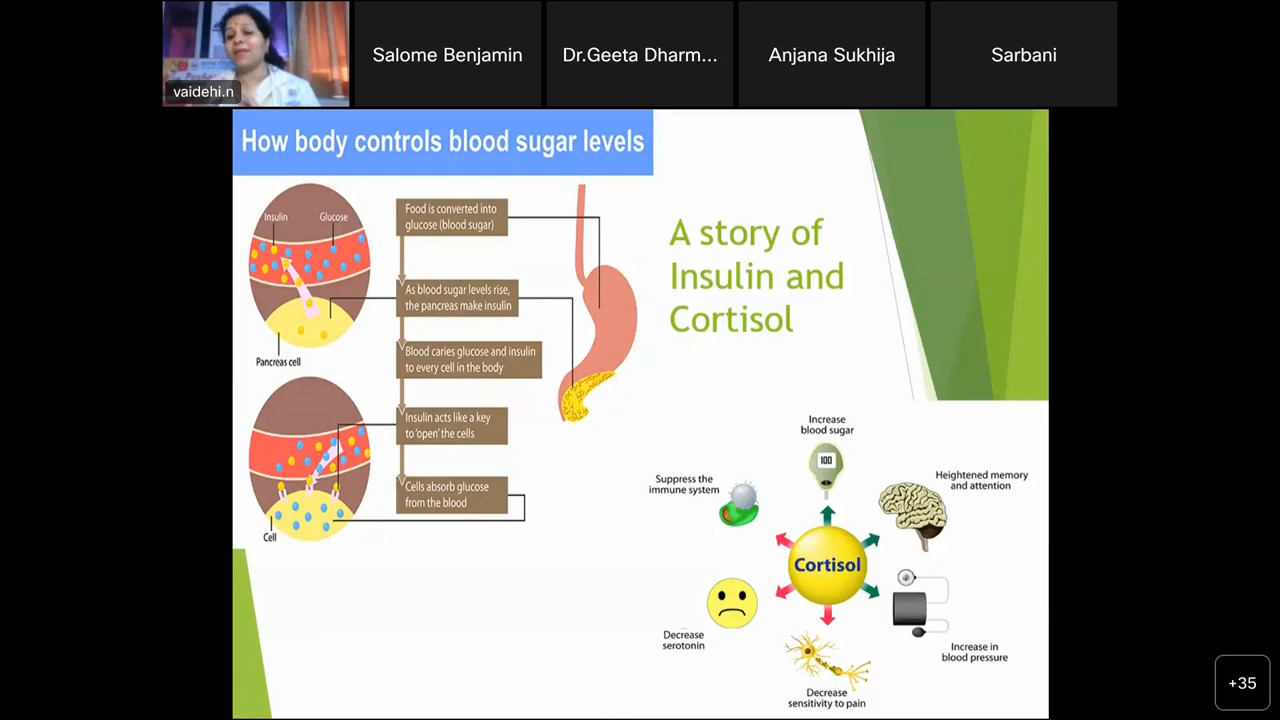 vaidehi.n
Salome Benjamin
Dr.Geeta Dharm...
Anjana Sukhija
Sarbani
How body controls blood sugar levels
Insulin
Glucose
Pancreas cell
Cell
Food is converted into
glucose (blood sugar)
As blood sugar levels rise,
the pancreas make insulin
Blood caries glucose and insulin
to every cell in the body
Insulin acts like a key
to 'open' the cells
Cells absorb glucose
from the blood
A story of
Insulin and
Cortisol
Increase
blood sugar
100
Suppress the
immune system
Heightened memory
and attention
Cortisol
Decrease
serotonin
Increase in
blood pressure
Decrease
sensitivity to pain
+35